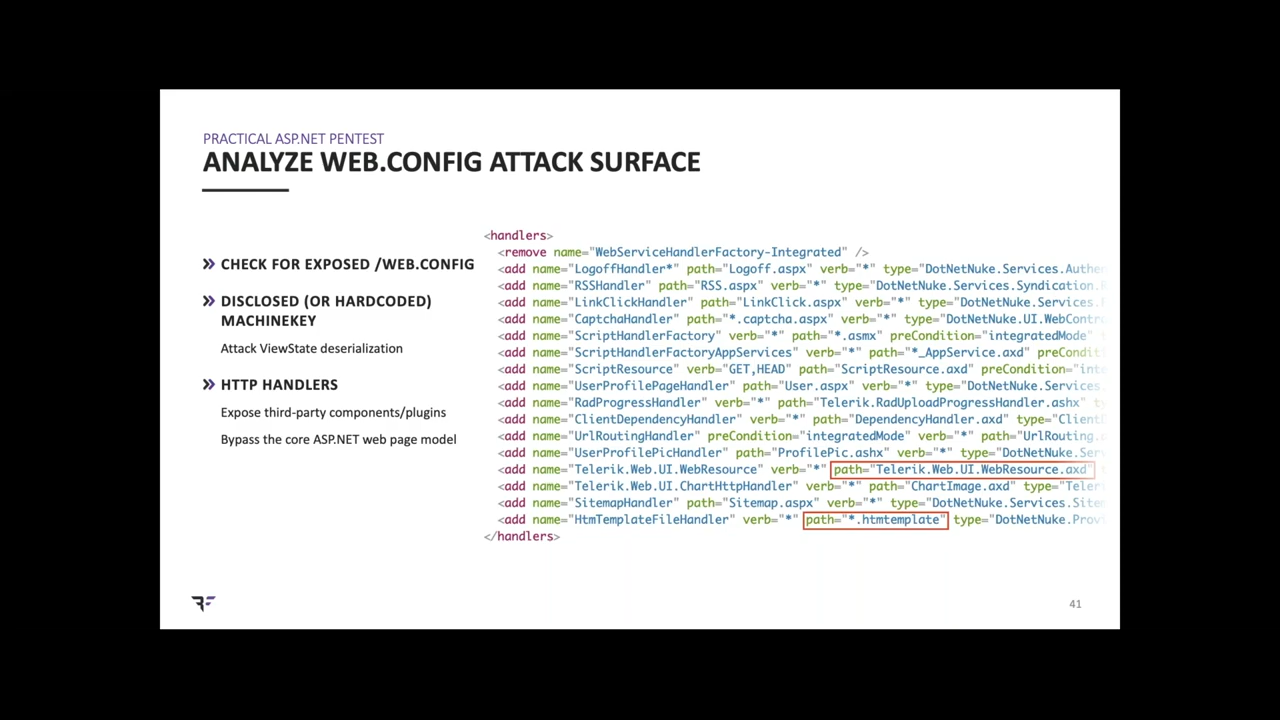 PRACTICAL ASP.NET PENTEST
ANALYZE WEB.CONFIG ATTACK SURFACE
» CHECK FOR EXPOSED /WEB.CONFIG
» DISCLOSED (OR HARDCODED)
MACHINEKEY
Attack ViewState deserialization
» HTTP HANDLERS
Expose third-party components/plugins
Bypass the core ASP.NET web page model
<handlers>
<remove name="WebServiceHandlerFactory-Integrated" />
<add name="LogoffHandler*" path="Logoff.aspx" verb="*" type="DotNetNuke.Services.Authe
<add name="RSSHandler" path="RSS.aspx" verb="*" type="DotNetNuke.Services.Syndication.
<add name="LinkClickHandler" path="LinkClick.aspx" verb="*" type="DotNetNuke.Services.
<add name="CaptchaHandler" path="*.captcha.aspx" verb="*" type="DotNetNuke.UI.WebContro
<add name="ScriptHandlerFactory" verb="*" path="*.asmx" preCondition="integratedMode"
<add name="ScriptHandlerFactoryAppServices" verb="*" path="*_AppService.axd" preConditi
<add name="ScriptResource" verb="GET,HEAD" path="ScriptResource.axd" preCondition="inte
<add name="UserProfilePageHandler" path="User.aspx" verb="*" type="DotNetNuke.Services.
<add name="RadProgressHandler" verb="*" path="Telerik.RadUploadProgressHandler.ashx" ty
<add name="ClientDependencyHandler" verb="*" path="DependencyHandler.axd" type="ClientD
<add name="UrlRoutingHandler" preCondition="integratedMode" verb="*" path="UrlRouting.a
<add name="UserProfilePicHandler" path="ProfilePic.ashx" verb="*" type="DotNetNuke.Ser
<add name="Telerik.Web.UI.WebResource" verb="*" path="Telerik.Web.UI.WebResource.axd"
<add name="Telerik.Web.UI.ChartHttpHandler" verb="*" path="ChartImage.axd" type="Teler
<add name="SitemapHandler" path="Sitemap.aspx" verb="*" type="DotNetNuke.Services.Site
<add name="HtmTemplateFileHandler" verb="*" path="*.htmtemplate" type="DotNetNuke.Prov
</handlers>
RF
41